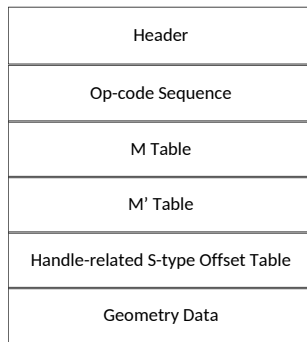 Header
Op-code Sequence
M Table
M’ Table
Handle-related S-type Offset Table
Geometry Data